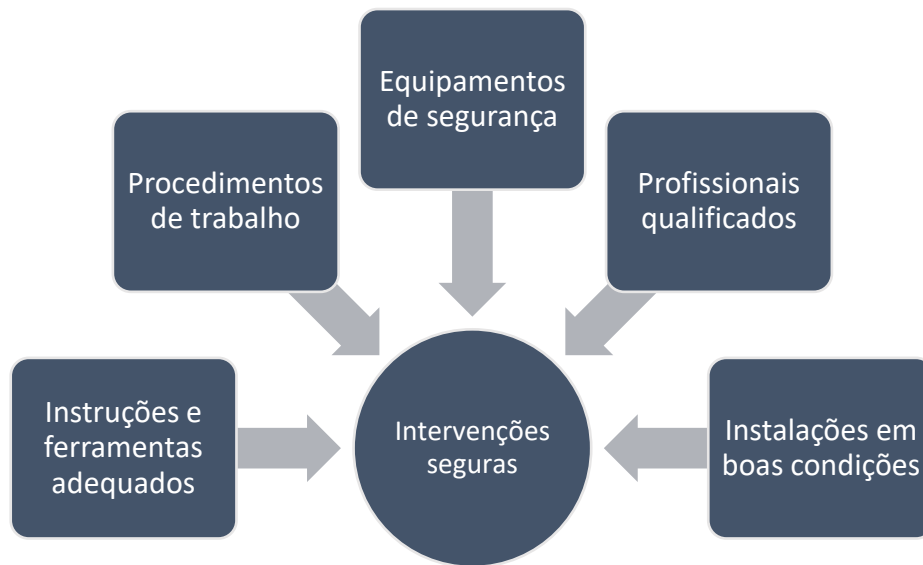 Equipamentos
de segurança
Procedimentos
de trabalho
Profissionais
qualificados
Instruções e
ferramentas
adequados
Intervenções
seguras
Instalações em
boas condições